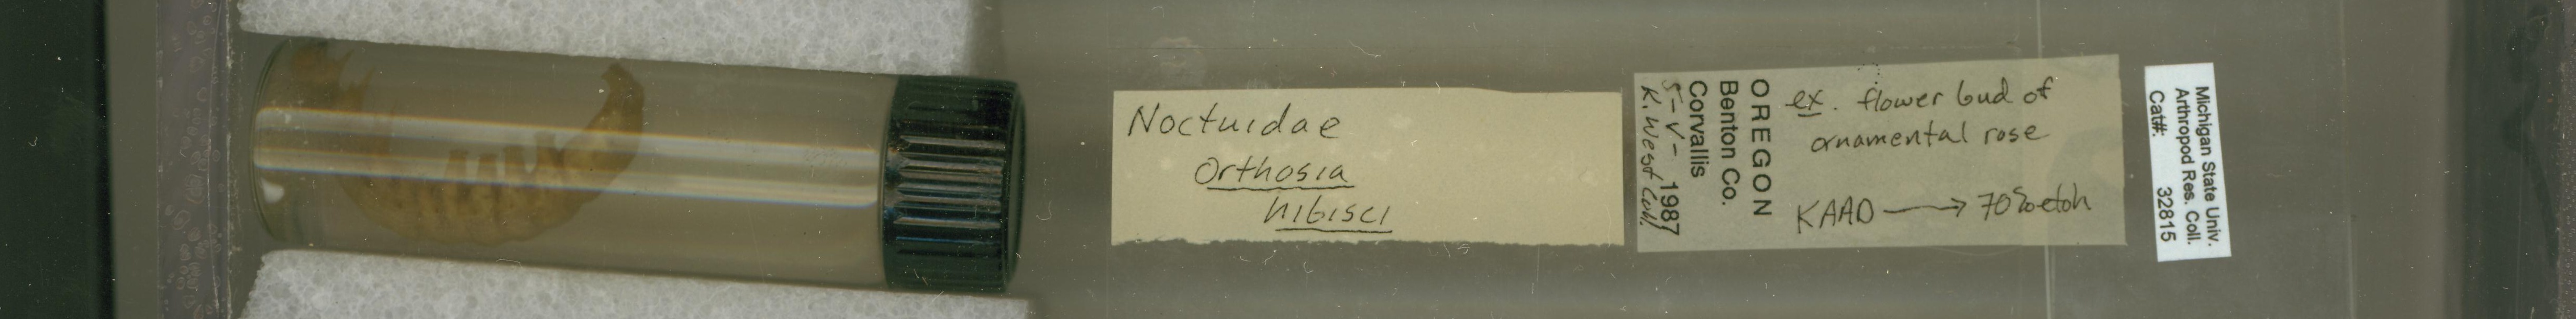 Noctuidae
Orthosia
hibisci
OREGON
Benton Co.
Corvallis
5-V-1987
K. West Coll.
ex. flower bud of
ornamental rose
KAAD → 70% etoh
Michigan State Univ.
Arthropod Res. Coll.
Cat#: 32815